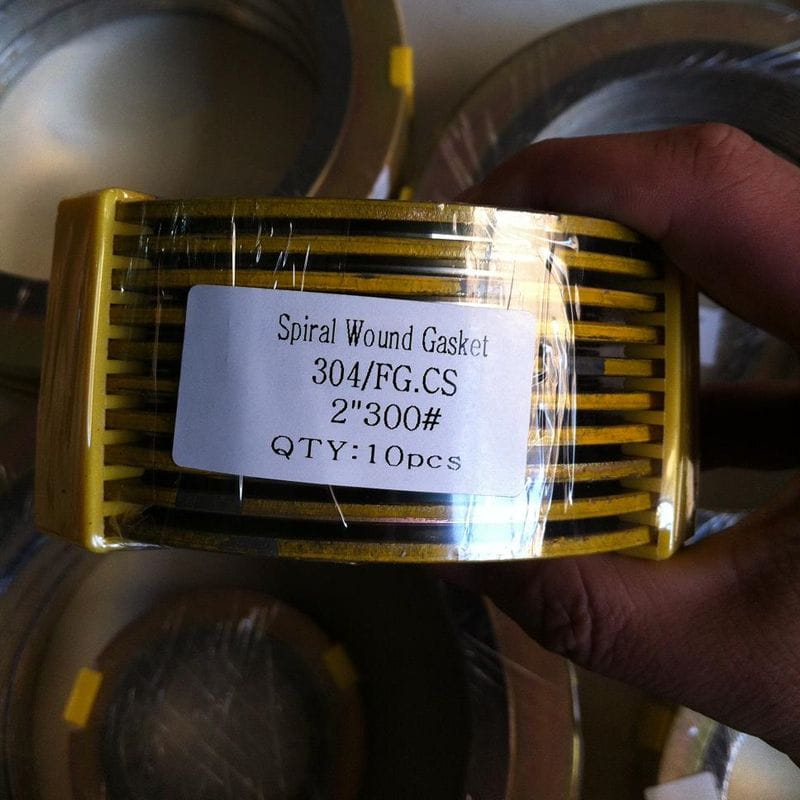 Spiral Wound Gasket
304/FG.CS
2"300#
QTY:10pcs